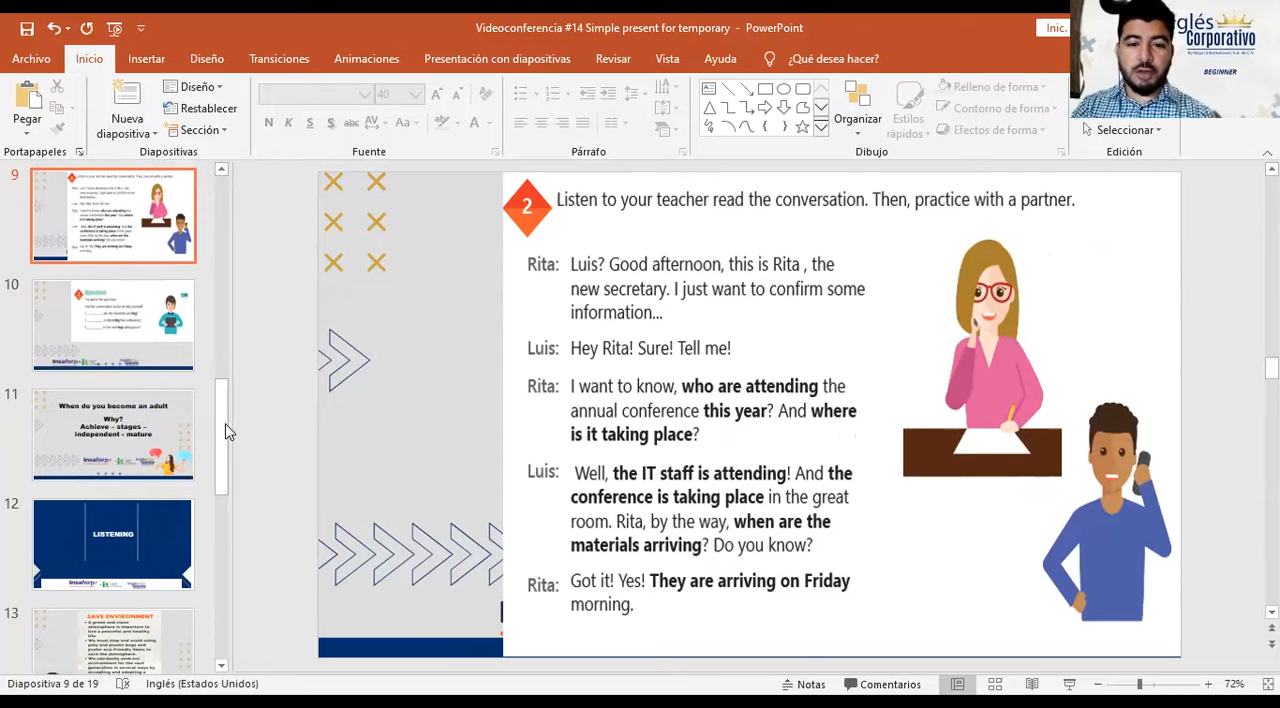 Videoconferencia #14 Simple present for temporary - PowerPoint
Inic.
glés
Corporativo
BEGINNER
Archivo
Inicio
Insertar
Diseño
Transiciones
Animaciones
Presentación con diapositivas
Revisar
Vista
Ayuda
¿Qué desea hacer?
Pegar
Nueva
diapositiva
Diseño
Restablecer
Sección
40
N K S S abc AV Aa
Organizar
Estilos
rápidos
Relleno de forma
Contorno de forma
Efectos de forma
Seleccionar
Portapapeles
Diapositivas
Fuente
Párrafo
Dibujo
Edición
9
10
11
When do you become an adult
Why?
Achieve – stages –
independent - mature
Insaforp
12
LISTENING
Insaforp
13
SAVE ENVIRONMENT
2
Listen to your teacher read the conversation. Then, practice with a partner.
Rita: Luis? Good afternoon, this is Rita , the
new secretary. I just want to confirm some
information...
Luis: Hey Rita! Sure! Tell me!
Rita: I want to know, who are attending the
annual conference this year? And where
is it taking place?
Luis: Well, the IT staff is attending! And the
conference is taking place in the great
room. Rita, by the way, when are the
materials arriving? Do you know?
Rita: Got it! Yes! They are arriving on Friday
morning.
Diapositiva 9 de 19
Inglés (Estados Unidos)
Notas
Comentarios
72%